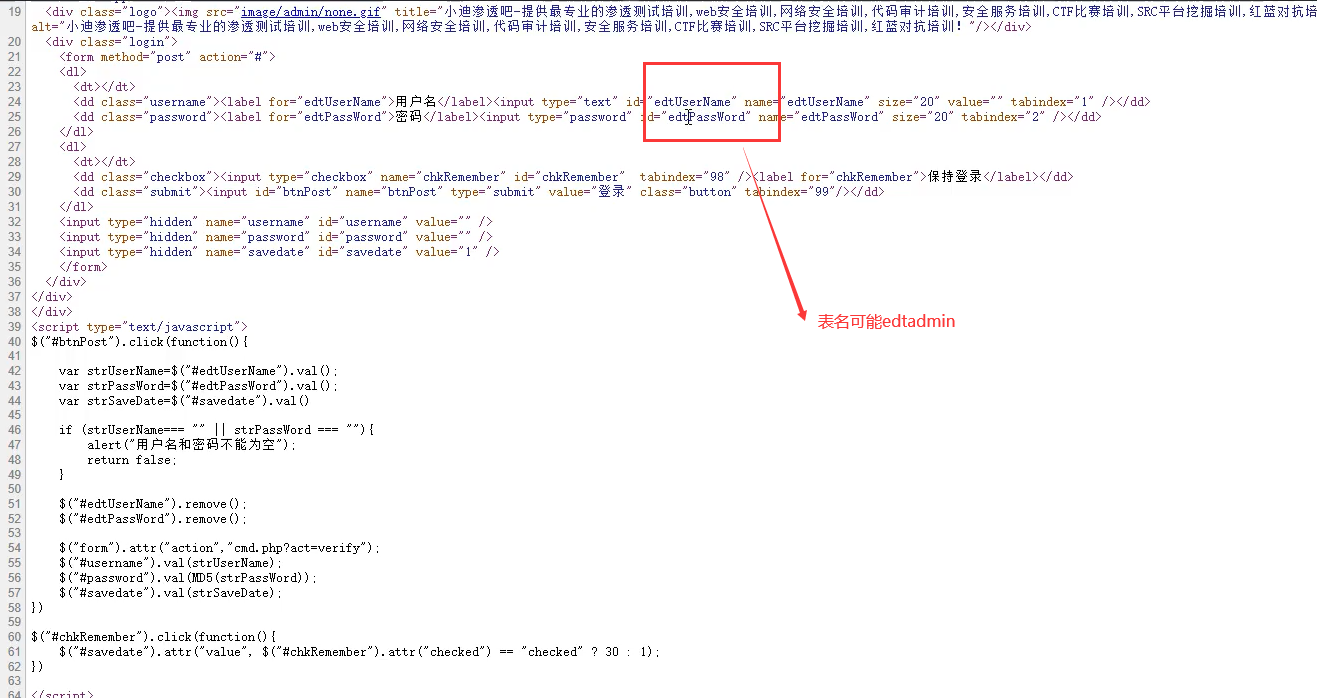 19 <div class="logo"><img src="image/admin/none.gif" title="小迪渗透吧-提供最专业的渗透测试培训,web安全培训,网络安全培训,代码审计培训,安全服务培训,CTF比赛培训,SRC平台挖掘培训,红蓝对抗培
alt="小迪渗透吧-提供最专业的渗透测试培训,web安全培训,网络安全培训,代码审计培训,安全服务培训,CTF比赛培训,SRC平台挖掘培训,红蓝对抗培训！"/></div>
20 <div class="login">
21 <form method="post" action="#">
22 <dl>
23 <dt></dt>
24 <dd class="username"><label for="edtUserName">用户名</label><input type="text" id="edtUserName" name="edtUserName" size="20" value="" tabindex="1" /></dd>
25 <dd class="password"><label for="edtPassWord">密码</label><input type="password" id="edtPassWord" name="edtPassWord" size="20" tabindex="2" /></dd>
26 </dl>
27 <dl>
28 <dt></dt>
29 <dd class="checkbox"><input type="checkbox" name="chkRemember" id="chkRemember" tabindex="98" /><label for="chkRemember">保持登录</label></dd>
30 <dd class="submit"><input id="btnPost" name="btnPost" type="submit" value="登录" class="button" tabindex="99"/></dd>
31 </dl>
32 <input type="hidden" name="username" id="username" value="" />
33 <input type="hidden" name="password" id="password" value="" />
34 <input type="hidden" name="savedate" id="savedate" value="1" />
35 </form>
36 </div>
37 </div>
38 </div>
39 <script type="text/javascript">
表名可能edtadmin
40 $("#btnPost").click(function(){
41
42 var strUserName=$("#edtUserName").val();
43 var strPassWord=$("#edtPassWord").val();
44 var strSaveDate=$("#savedate").val()
45
46 if (strUserName=== "" || strPassWord === ""){
47 alert("用户名和密码不能为空");
48 return false;
49 }
50
51 $("#edtUserName").remove();
52 $("#edtPassWord").remove();
53
54 $("form").attr("action","cmd.php?act=verify");
55 $("#username").val(strUserName);
56 $("#password").val(MD5(strPassWord));
57 $("#savedate").val(strSaveDate);
58 })
59
60 $("#chkRemember").click(function(){
61 $("#savedate").attr("value", $("#chkRemember").attr("checked") == "checked" ? 30 : 1);
62 })
63
64 </script>